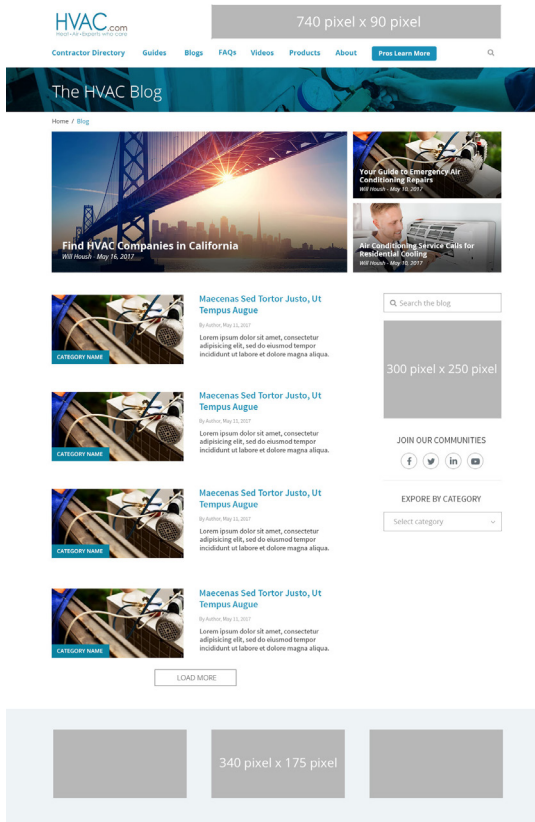 HVAC.com
Heat•Air•Experts who care
740 pixel x 90 pixel
Contractor Directory Guides Blogs FAQs Videos Products About Pros Learn More
The HVAC Blog
Home / Blog
Find HVAC Companies in California
Will Housh - May 16, 2017
Your Guide to Emergency Air
Conditioning Repairs
Will Housh - May 10, 2017
Air Conditioning Service Calls for
Residential Cooling
Will Housh - May 10, 2017
CATEGORY NAME
Maecenas Sed Tortor Justo, Ut
Tempus Augue
By Author, May 11, 2017
Lorem ipsum dolor sit amet, consectetur
adipisicing elit, sed do eiusmod tempor
incididunt ut labore et dolore magna aliqua.
CATEGORY NAME
Maecenas Sed Tortor Justo, Ut
Tempus Augue
By Author, May 11, 2017
Lorem ipsum dolor sit amet, consectetur
adipisicing elit, sed do eiusmod tempor
incididunt ut labore et dolore magna aliqua.
CATEGORY NAME
Maecenas Sed Tortor Justo, Ut
Tempus Augue
By Author, May 11, 2017
Lorem ipsum dolor sit amet, consectetur
adipisicing elit, sed do eiusmod tempor
incididunt ut labore et dolore magna aliqua.
CATEGORY NAME
Maecenas Sed Tortor Justo, Ut
Tempus Augue
By Author, May 11, 2017
Lorem ipsum dolor sit amet, consectetur
adipisicing elit, sed do eiusmod tempor
incididunt ut labore et dolore magna aliqua.
LOAD MORE
Search the blog
300 pixel x 250 pixel
JOIN OUR COMMUNITIES
EXPORE BY CATEGORY
Select category
340 pixel x 175 pixel